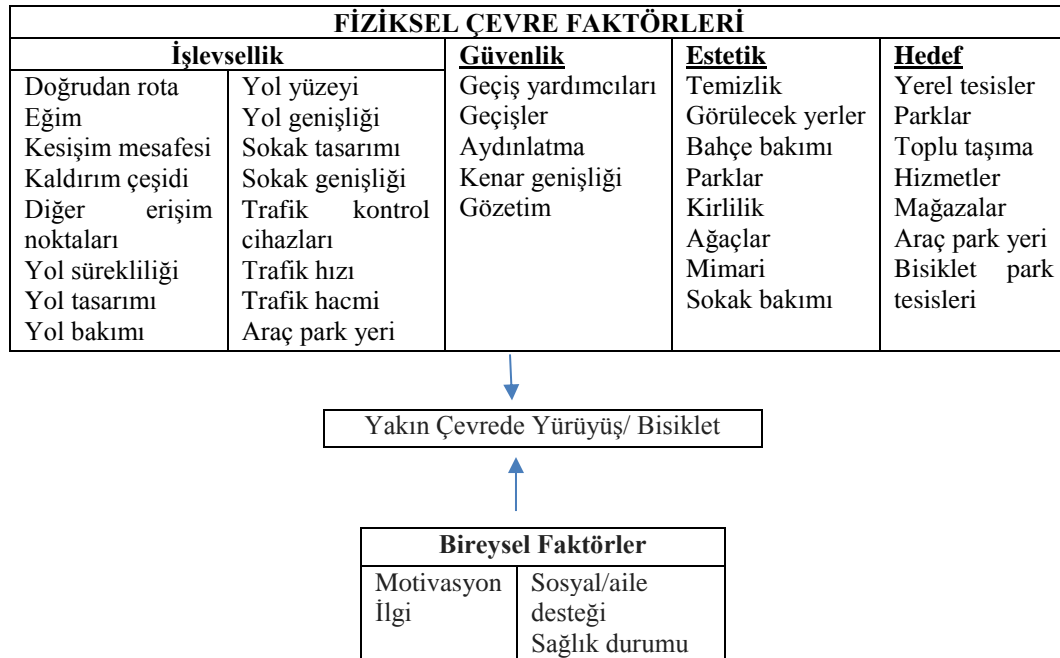 FİZİKSEL ÇEVRE FAKTÖRLERİ
İşlevsellik
Doğrudan rota
Eğim
Kesişim mesafesi
Kaldırım çeşidi
Diğer erişim
noktaları
Yol sürekliliği
Yol tasarımı
Yol bakımı
Yol yüzeyi
Yol genişliği
Sokak tasarımı
Sokak genişliği
Trafik kontrol
cihazları
Trafik hızı
Trafik hacmi
Araç park yeri
Güvenlik
Geçiş yardımcıları
Geçişler
Aydınlatma
Kenar genişliği
Gözetim
Estetik
Temizlik
Görülecek yerler
Bahçe bakımı
Parklar
Kirlilik
Ağaçlar
Mimari
Sokak bakımı
Hedef
Yerel tesisler
Parklar
Toplu taşıma
Hizmetler
Mağazalar
Araç park yeri
Bisiklet park
tesisleri
Yakın Çevrede Yürüyüş/ Bisiklet
Bireysel Faktörler
Motivasyon
İlgi
Sosyal/aile
desteği
Sağlık durumu